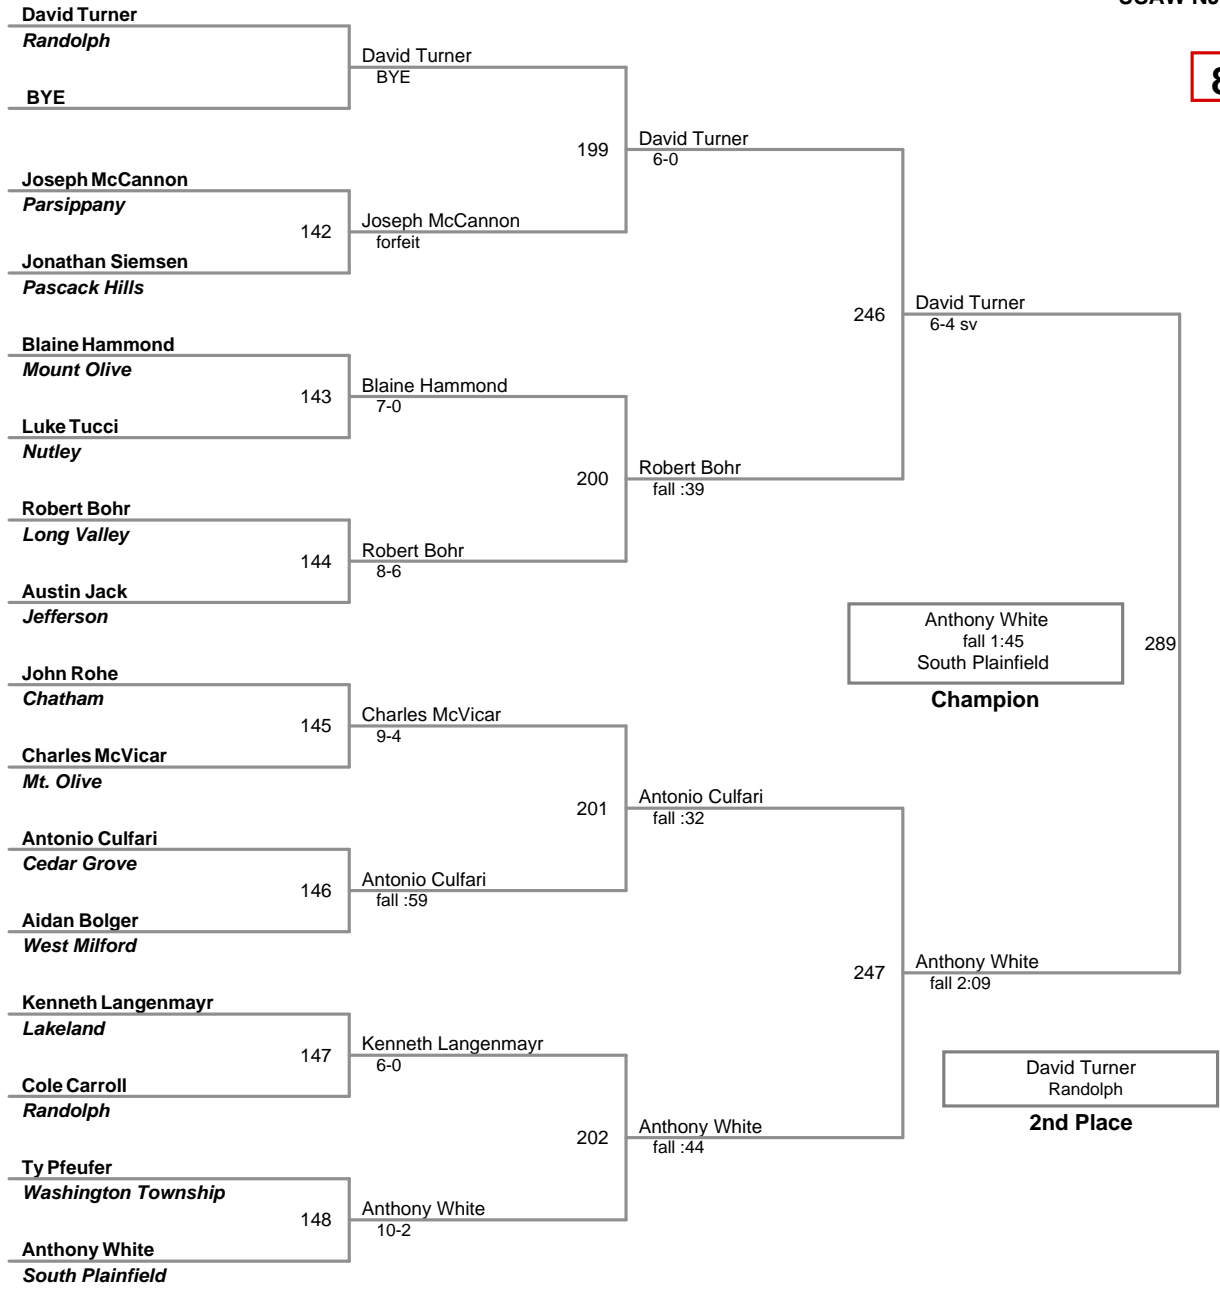 David Turner
Randolph
BYE
David Turner
BYE
Joseph McCannon
Parsippany
142
Jonathan Siemsen
Pascack Hills
Joseph McCannon
forfeit
199
David Turner
6-0
Blaine Hammond
Mount Olive
143
Luke Tucci
Nutley
Blaine Hammond
7-0
Robert Bohr
Long Valley
144
Austin Jack
Jefferson
Robert Bohr
8-6
200
Robert Bohr
fall :39
246
David Turner
6-4 sv
John Rohe
Chatham
145
Charles McVicar
Mt. Olive
Charles McVicar
9-4
Antonio Culfari
Cedar Grove
146
Aidan Bolger
West Milford
Antonio Culfari
fall :59
201
Antonio Culfari
fall :32
Kenneth Langenmayr
Lakeland
147
Cole Carroll
Randolph
Kenneth Langenmayr
6-0
Ty Pfeufer
Washington Township
148
Anthony White
South Plainfield
Anthony White
10-2
202
Anthony White
fall :44
247
Anthony White
fall 2:09
289
Anthony White
fall 1:45
South Plainfield
Champion
David Turner
Randolph
2nd Place